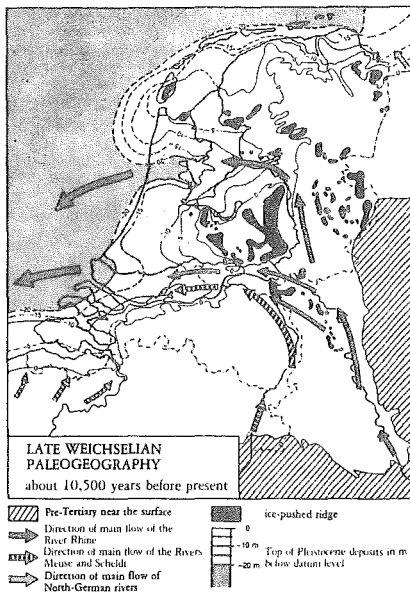 LATE WEICHSELIAN
PALEOGEOGRAPHY
about 10,500 years before present
Pre-Tertiary near the surface
Direction of main flow of the
River Rhine
Direction of main flow of the Rivers
Meuse and Scheldt
Direction of main flow of
North-German rivers
ice-pushed ridge
0
-10 m
-20 m
Top of Pleistocene deposits in m
below datum level